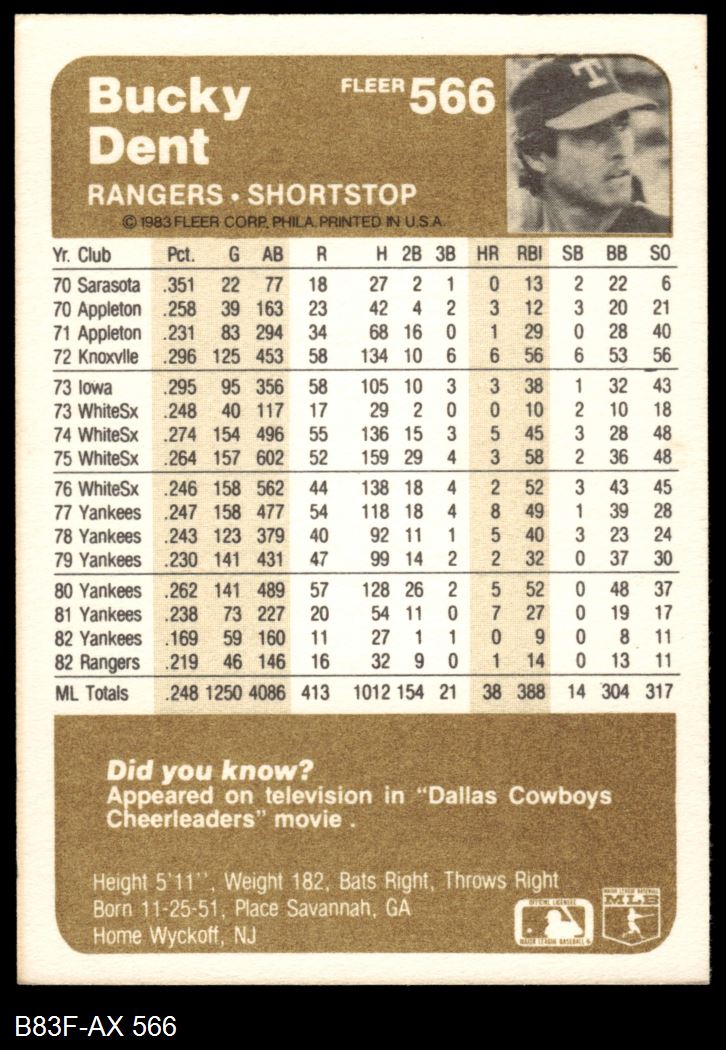 Bucky
Dent
FLEER 566
RANGERS • SHORTSTOP
© 1983 FLEER CORP. PHILA. PRINTED IN U.S.A.
Yr. Club Pct. G AB R H 2B 3B HR RBI SB BB SO
70 Sarasota .351 22 77 18 27 2 1 0 13 2 22 6
70 Appleton .258 39 163 23 42 4 2 3 12 3 20 21
71 Appleton .231 83 294 34 68 16 0 1 29 0 28 40
72 Knoxvlle .296 125 453 58 134 10 6 6 56 6 53 56
73 Iowa .295 95 356 58 105 10 3 3 38 1 32 43
73 WhiteSx .248 40 117 17 29 2 0 0 10 2 10 18
74 WhiteSx .274 154 496 55 136 15 3 5 45 3 28 48
75 WhiteSx .264 157 602 52 159 29 4 3 58 2 36 48
76 WhiteSx .246 158 562 44 138 18 4 2 52 3 43 45
77 Yankees .247 158 477 54 118 18 4 8 49 1 39 28
78 Yankees .243 123 379 40 92 11 1 5 40 3 23 24
79 Yankees .230 141 431 47 99 14 2 2 32 0 37 30
80 Yankees .262 141 489 57 128 26 2 5 52 0 48 37
81 Yankees .238 73 227 20 54 11 0 7 27 0 19 17
82 Yankees .169 59 160 11 27 1 1 0 9 0 8 11
82 Rangers .219 46 146 16 32 9 0 1 14 0 13 11
ML Totals .248 1250 4086 413 1012 154 21 38 388 14 304 317
Did you know?
Appeared on television in "Dallas Cowboys
Cheerleaders" movie .
Height 5'11'', Weight 182, Bats Right, Throws Right
Born 11-25-51, Place Savannah, GA
Home Wyckoff, NJ
OFFICIAL LICENSEE
MAJOR LEAGUE BASEBALL
MAJOR LEAGUE BASEBALL
MLB
T
B83F-AX 566